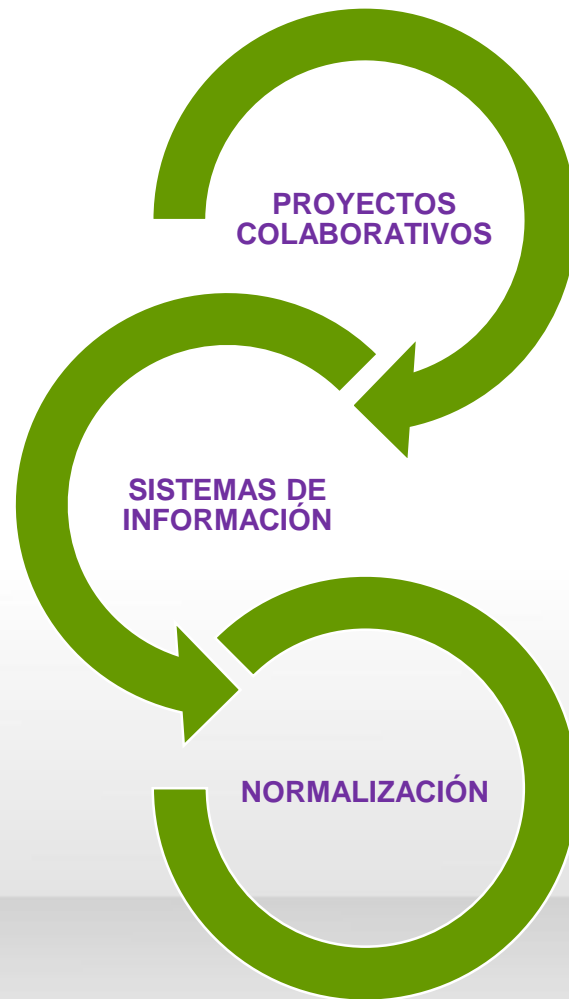 PROYECTOS
COLABORATIVOS
SISTEMAS DE
INFORMACIÓN
NORMALIZACIÓN